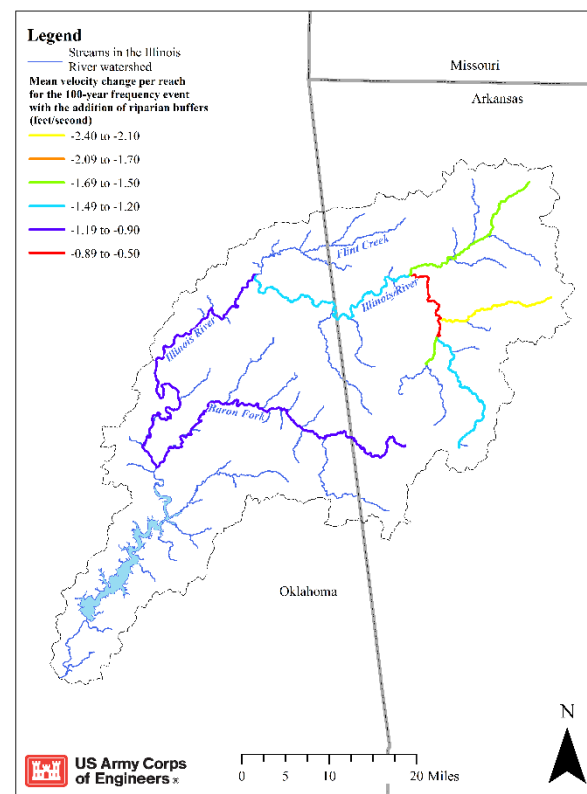 Legend
Streams in the Illinois
River watershed
Mean velocity change per reach
for the 100-year frequency event
with the addition of riparian buffers
(feet/second)
-2.40 to -2.10
-2.09 to -1.70
-1.69 to -1.50
-1.49 to -1.20
-1.19 to -0.90
-0.89 to -0.50
Missouri
Arkansas
Flint Creek
Illinois River
Illinois River
Baron Fork
Oklahoma
N
US Army Corps
of Engineers®
0 5 10 20 Miles